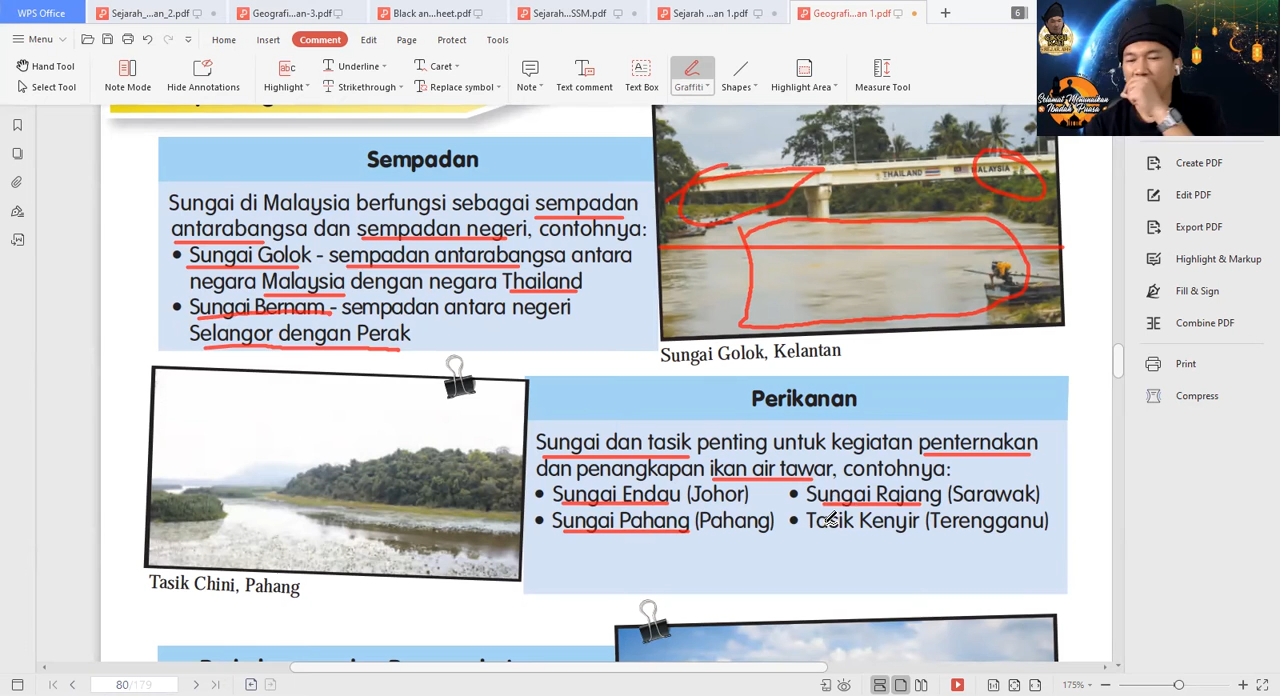 WPS Office
Sejarah_...an_2.pdf
Geografi...an-3.pdf
Black an...heet.pdf
Sejarah...SSM.pdf
Sejarah ...an 1.pdf
Geografi...an 1.pdf
6
Menu
Home
Insert
Comment
Edit
Page
Protect
Tools
Hand Tool
Select Tool
Note Mode
Hide Annotations
Highlight
Underline
Strikethrough
Caret
Replace symbol
Note
Text comment
Text Box
Graffiti
Shapes
Highlight Area
Measure Tool
Selamat Menunaikan
Ibadah Puasa
Sempadan
Sungai di Malaysia berfungsi sebagai sempadan
antarabangsa dan sempadan negeri, contohnya:
• Sungai Golok - sempadan antarabangsa antara
negara Malaysia dengan negara Thailand
• Sungai Bernam - sempadan antara negeri
Selangor dengan Perak
THAILAND
MALAYSIA
Sungai Golok, Kelantan
Tasik Chini, Pahang
Perikanan
Sungai dan tasik penting untuk kegiatan penternakan
dan penangkapan ikan air tawar, contohnya:
• Sungai Endau (Johor)
• Sungai Rajang (Sarawak)
• Sungai Pahang (Pahang)
• Tasik Kenyir (Terengganu)
Create PDF
Edit PDF
Export PDF
Highlight & Markup
Fill & Sign
Combine PDF
Print
Compress
80/179
175%